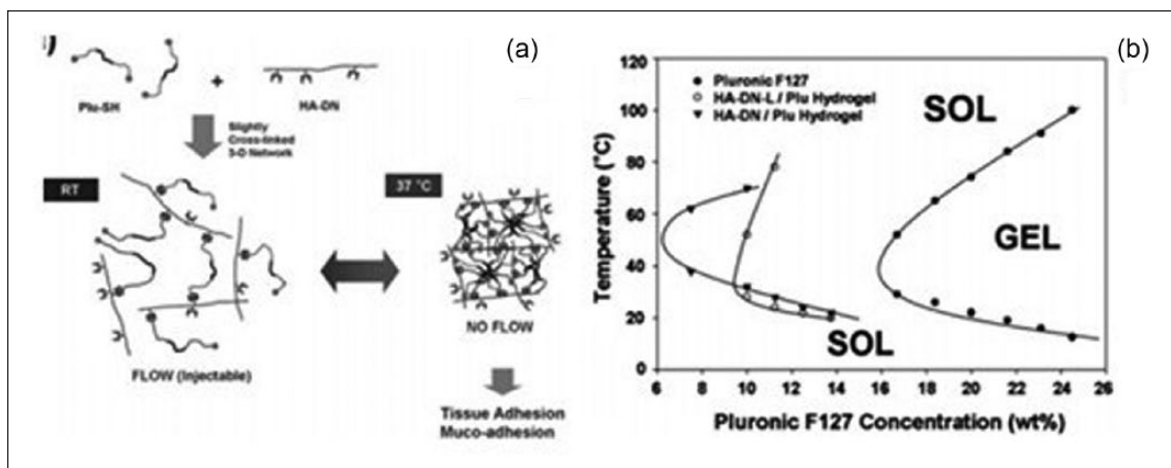 (a)
Plu-SH
+
HA-DN
Slightly
Cross-linked
3-D Network
RT
37 °C
FLOW (Injectable)
NO FLOW
Tissue Adhesion
Muco-adhesion
(b)
Temperature (°C)
120
100
80
60
40
20
0
Pluronic F127
HA-DN-L / Plu Hydrogel
HA-DN / Plu Hydrogel
SOL
GEL
SOL
6 8 10 12 14 16 18 20 22 24 26
Pluronic F127 Concentration (wt%)